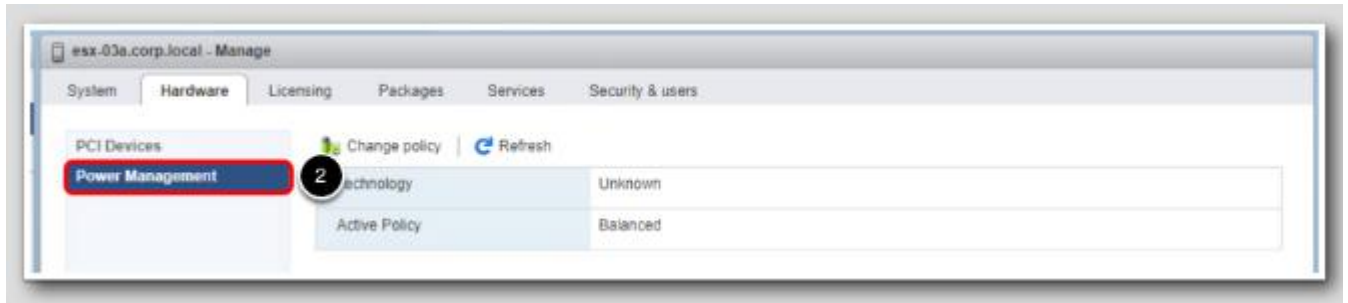 esx-03a.corp.local - Manage
System Hardware Licensing Packages Services Security & users
PCI Devices
Change policy Refresh
Power Management
2
echnology Unknown
Active Policy Balanced